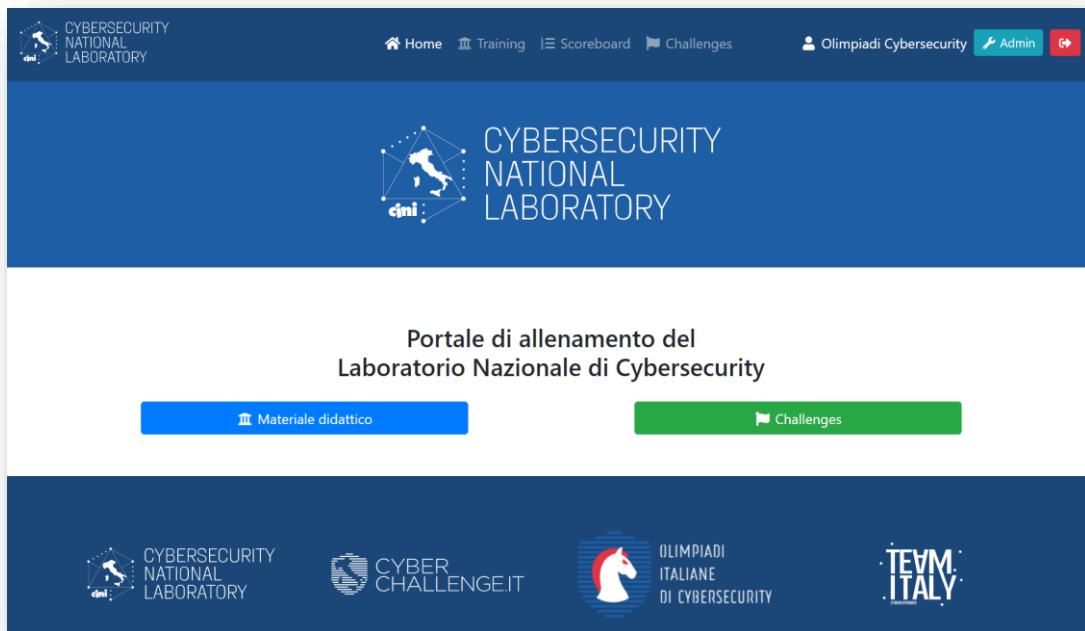 CYBERSECURITY
NATIONAL
LABORATORY
cini
Home Training Scoreboard Challenges Olimpiadi Cybersecurity Admin
CYBERSECURITY
NATIONAL
LABORATORY
cini
Portale di allenamento del
Laboratorio Nazionale di Cybersecurity
Materiale didattico Challenges
CYBERSECURITY
NATIONAL
LABORATORY
cini
CYBER
CHALLENGE.IT
OLIMPIADI
ITALIANE
DI CYBERSECURITY
TEAM
ITALY